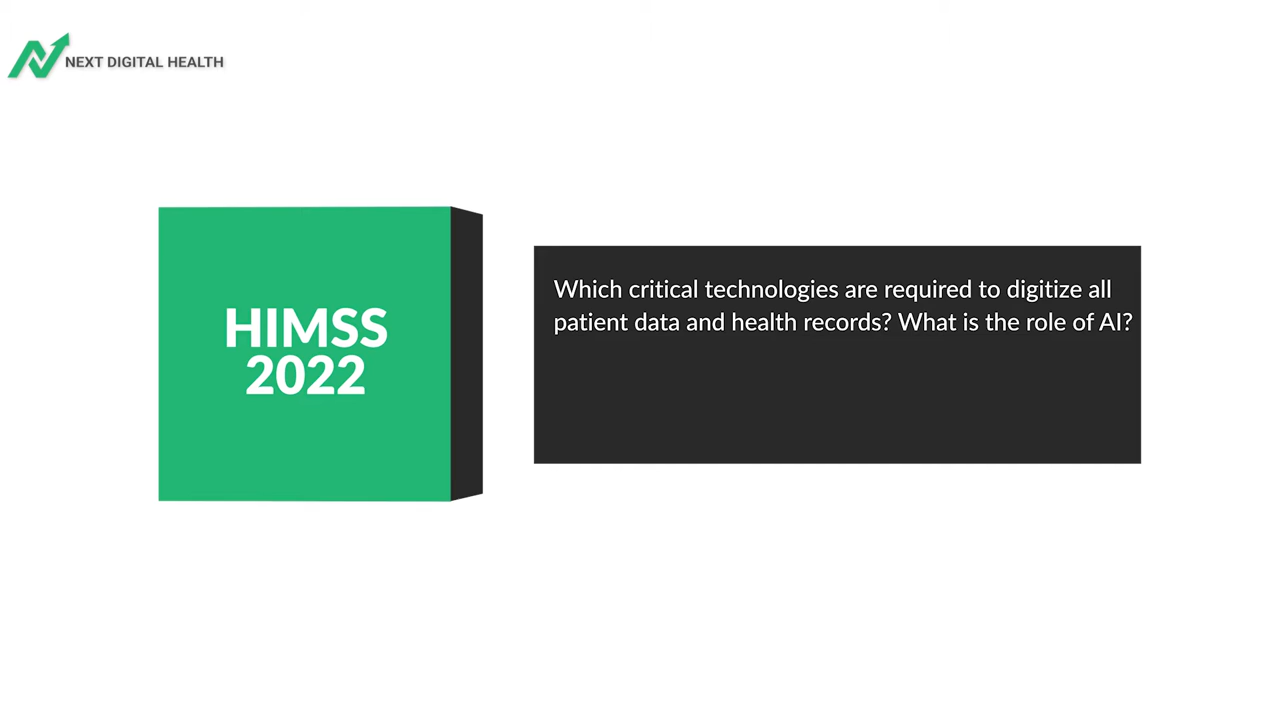 NEXT DIGITAL HEALTH
HIMSS
2022
Which critical technologies are required to digitize all
patient data and health records? What is the role of AI?